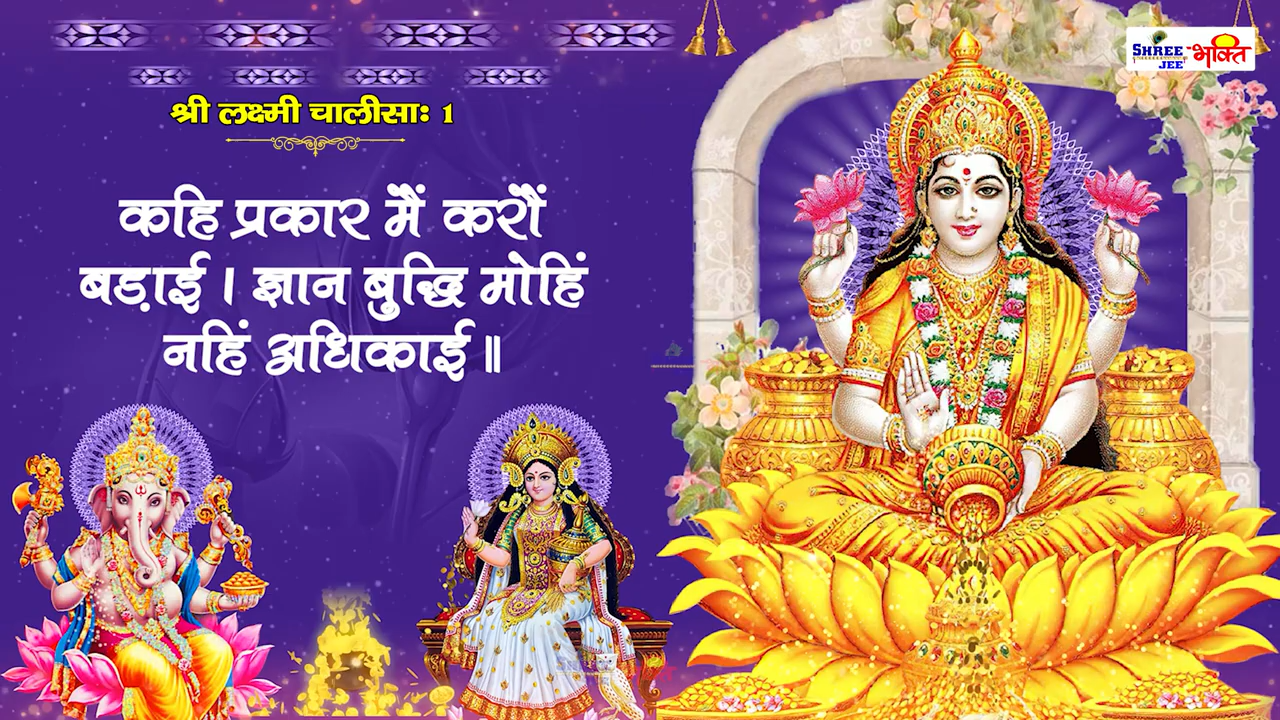 श्री लक्ष्मी चालीसाः 1
कहि प्रकार मैं करौं
बड़ाई । ज्ञान बुद्धि मोहिं
नहिं अधिकाई ॥
SHREE JEE भक्ति